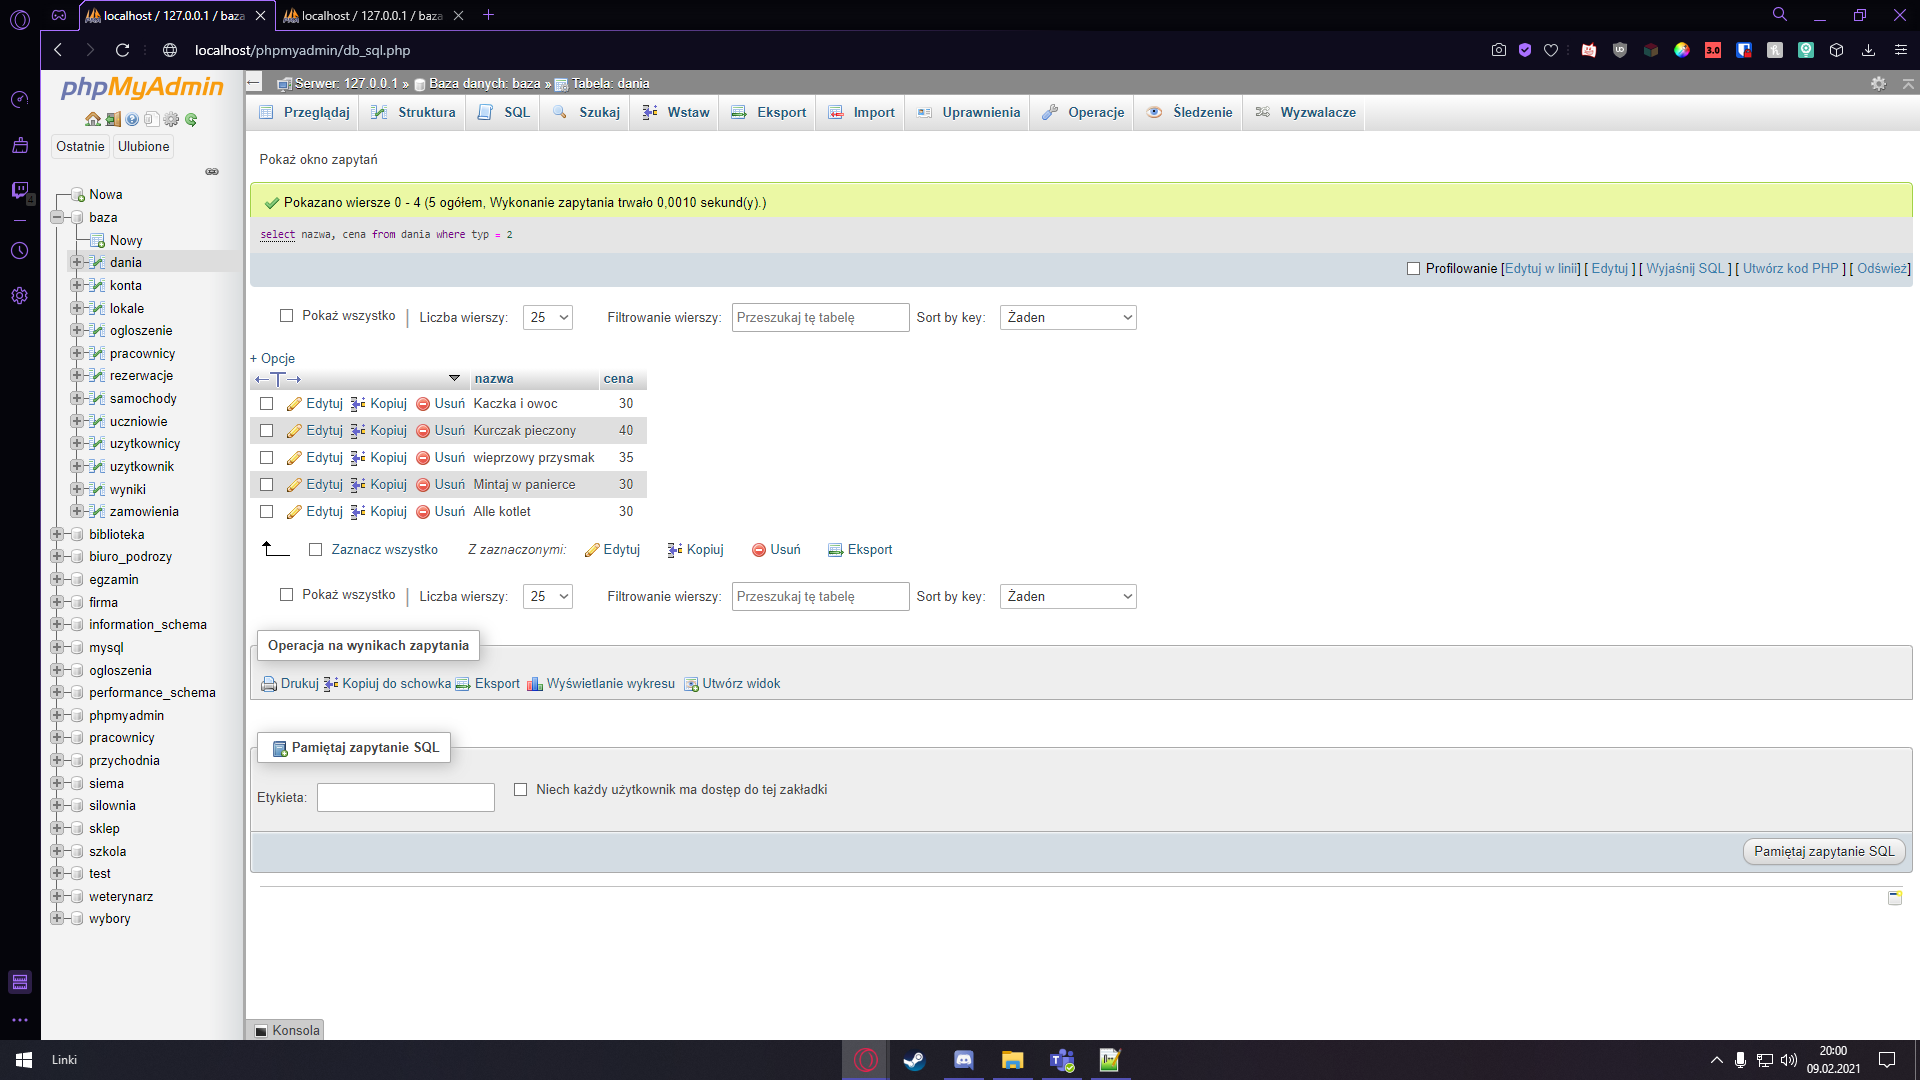 localhost / 127.0.0.1 / baza
localhost / 127.0.0.1 / baza
localhost/phpmyadmin/db_sql.php
3.0
4
phpMyAdmin
Ostatnie Ulubione
Nowa
baza
Nowy
dania
konta
lokale
ogloszenie
pracownicy
rezerwacje
samochody
uczniowie
uzytkownicy
uzytkownik
wyniki
zamowienia
biblioteka
biuro_podrozy
egzamin
firma
information_schema
mysql
ogloszenia
performance_schema
phpmyadmin
pracownicy
przychodnia
siema
silownia
sklep
szkola
test
weterynarz
wybory
Serwer: 127.0.0.1 » Baza danych: baza » Tabela: dania
Przeglądaj Struktura SQL Szukaj Wstaw Eksport Import Uprawnienia Operacje Śledzenie Wyzwalacze
Pokaż okno zapytań
Pokazano wiersze 0 - 4 (5 ogółem, Wykonanie zapytania trwało 0,0010 sekund(y).)
select nazwa, cena from dania where typ = 2
Profilowanie [Edytuj w linii] [ Edytuj ] [ Wyjaśnij SQL ] [ Utwórz kod PHP ] [ Odśwież]
Pokaż wszystko | Liczba wierszy: 25 Filtrowanie wierszy: Przeszukaj tę tabelę Sort by key: Żaden
+ Opcje
←T→ nazwa cena
Edytuj Kopiuj Usuń Kaczka i owoc 30
Edytuj Kopiuj Usuń Kurczak pieczony 40
Edytuj Kopiuj Usuń wieprzowy przysmak 35
Edytuj Kopiuj Usuń Mintaj w panierce 30
Edytuj Kopiuj Usuń Alle kotlet 30
Zaznacz wszystko Z zaznaczonymi: Edytuj Kopiuj Usuń Eksport
Pokaż wszystko | Liczba wierszy: 25 Filtrowanie wierszy: Przeszukaj tę tabelę Sort by key: Żaden
Operacja na wynikach zapytania
Drukuj Kopiuj do schowka Eksport Wyświetlanie wykresu Utwórz widok
Pamiętaj zapytanie SQL
Etykieta: Niech każdy użytkownik ma dostęp do tej zakładki
Pamiętaj zapytanie SQL
Konsola
Linki
20:00
09.02.2021